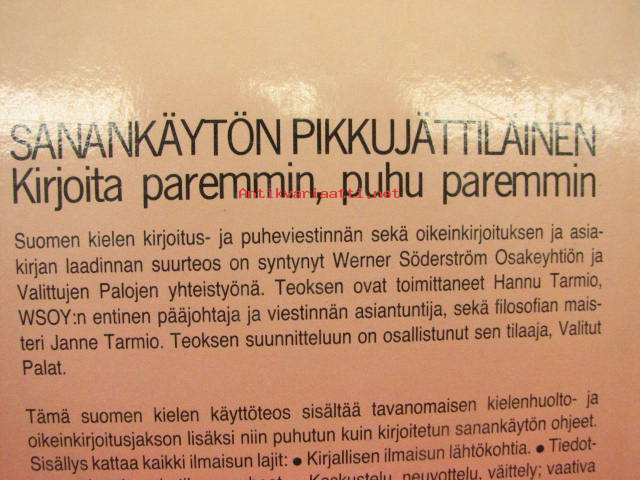 SANANKÄYTÖN PIKKUJÄTTILÄINEN
Kirjoita paremmin, puhu paremmin
Antikvariaatti.net
Suomen kielen kirjoitus- ja puheviestinnän sekä oikeinkirjoituksen ja asia-
kirjan laadinnan suurteos on syntynyt Werner Söderström Osakeyhtiön ja
Valittujen Palojen yhteistyönä. Teoksen ovat toimittaneet Hannu Tarmio,
WSOY:n entinen pääjohtaja ja viestinnän asiantuntija, sekä filosofian mais-
teri Janne Tarmio. Teoksen suunnitteluun on osallistunut sen tilaaja, Valitut
Palat.
Tämä suomen kielen käyttöteos sisältää tavanomaisen kielenhuolto- ja
oikeinkirjoitusjakson lisäksi niin puhutun kuin kirjoitetun sanankäytön ohjeet.
Sisällys kattaa kaikki ilmaisun lajit: • Kirjallisen ilmaisun lähtökohtia. • Tiedot-
Keskustelu, neuvottelu, väittely; vaativa